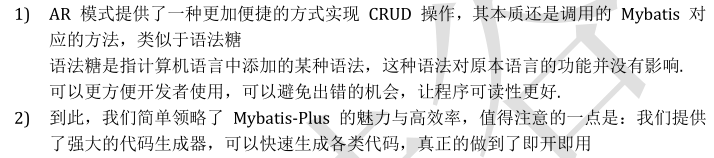 1) AR 模式提供了一种更加便捷的方式实现 CRUD 操作，其本质还是调用的 Mybatis 对
应的方法，类似于语法糖
语法糖是指计算机语言中添加的某种语法，这种语法对原本语言的功能并没有影响.
可以更方便开发者使用，可以避免出错的机会，让程序可读性更好.
2) 到此，我们简单领略了 Mybatis-Plus 的魅力与高效率，值得注意的一点是：我们提供
了强大的代码生成器，可以快速生成各类代码，真正的做到了即开即用